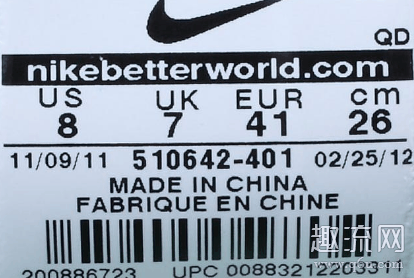 QD
nikebetterworld.com
US UK EUR cm
8 7 41 26
11/09/11 510642-401 02/25/12
MADE IN CHINA
FABRIQUE EN CHINE
趣流网
200886723 UPC